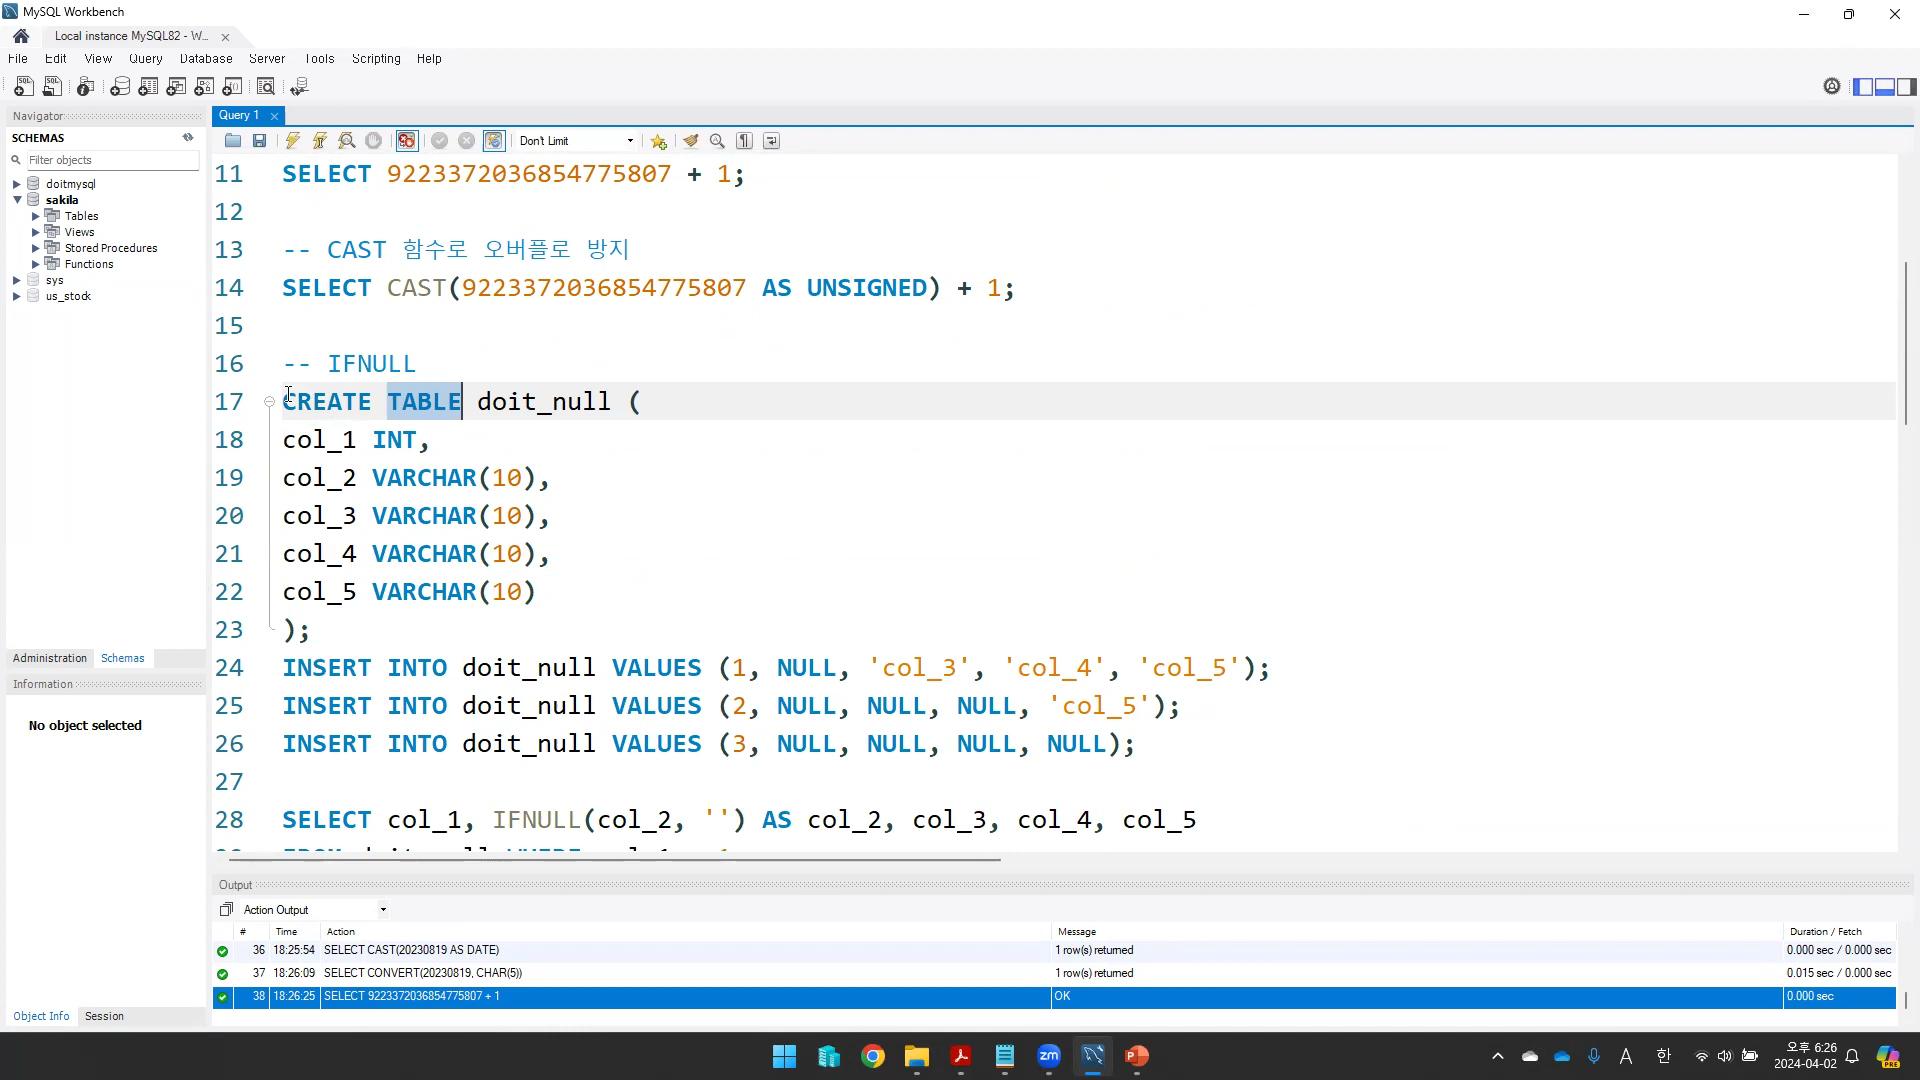 MySQL Workbench
Local instance MySQL82 - W...
File Edit View Query Database Server Tools Scripting Help
Navigator
SCHEMAS
Filter objects
doitmysql
sakila
Tables
Views
Stored Procedures
Functions
sys
us_stock
Administration Schemas
Information
No object selected
Object Info Session
Query 1
Don't Limit
11 SELECT 9223372036854775807 + 1;
12
13 -- CAST 함수로 오버플로 방지
14 SELECT CAST(9223372036854775807 AS UNSIGNED) + 1;
15
16 -- IFNULL
17 CREATE TABLE doit_null (
18 col_1 INT,
19 col_2 VARCHAR(10),
20 col_3 VARCHAR(10),
21 col_4 VARCHAR(10),
22 col_5 VARCHAR(10)
23 );
24 INSERT INTO doit_null VALUES (1, NULL, 'col_3', 'col_4', 'col_5');
25 INSERT INTO doit_null VALUES (2, NULL, NULL, NULL, 'col_5');
26 INSERT INTO doit_null VALUES (3, NULL, NULL, NULL, NULL);
27
28 SELECT col_1, IFNULL(col_2, '') AS col_2, col_3, col_4, col_5
Output
Action Output
# Time Action Message Duration / Fetch
36 18:25:54 SELECT CAST(20230819 AS DATE) 1 row(s) returned 0.000 sec / 0.000 sec
37 18:26:09 SELECT CONVERT(20230819, CHAR(5)) 1 row(s) returned 0.015 sec / 0.000 sec
38 18:26:25 SELECT 9223372036854775807 + 1 OK 0.000 sec
zm
A 한
오후 6:26
2024-04-02
PRE